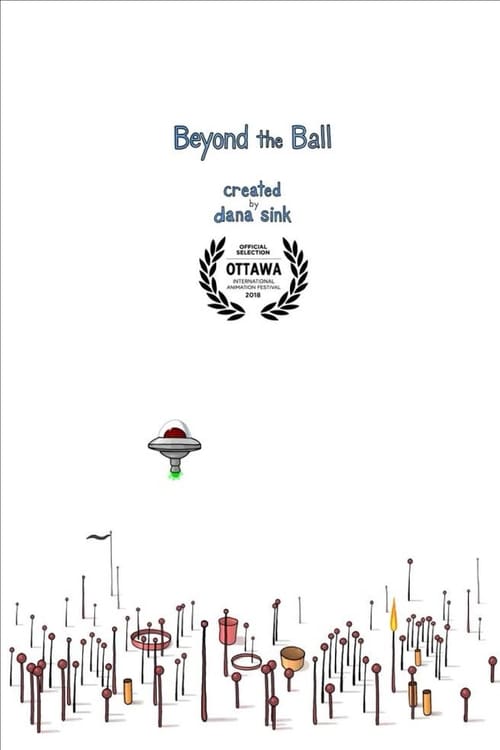 Beyond the Ball
created
by
dana sink
OFFICIAL
SELECTION
OTTAWA
INTERNATIONAL
ANIMATION FESTIVAL
2018